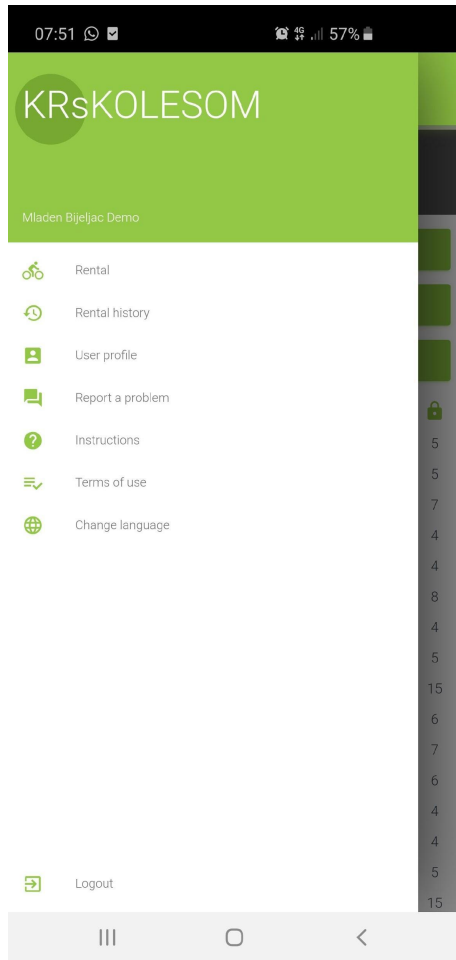 07:51 4G 57%
KRsKOLESOM
Mladen Bijeljac Demo
Rental
Rental history
User profile
Report a problem
Instructions
Terms of use
Change language
5
5
7
4
4
8
4
5
15
6
7
6
4
4
5
15
Logout